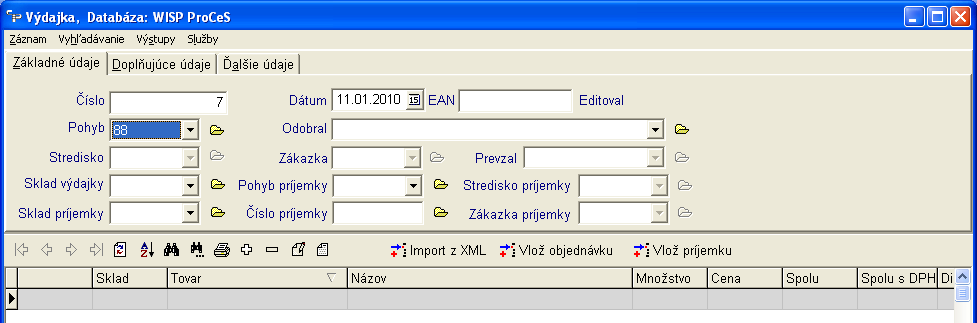 Výdajka, Databáza: WISP ProCeS
Záznam Vyhľadávanie Výstupy Služby
Základné údaje Doplňujúce údaje Ďalšie údaje
Číslo 7 Dátum 11.01.2010 15 EAN Editoval
Pohyb 88 Odobral
Stredisko Zákazka Prevzal
Sklad výdajky Pohyb príjemky Stredisko príjemky
Sklad príjemky Číslo príjemky Zákazka príjemky
Import z XML Vlož objednávku Vlož príjemku
Sklad Tovar Názov Množstvo Cena Spolu Spolu s DPH Di